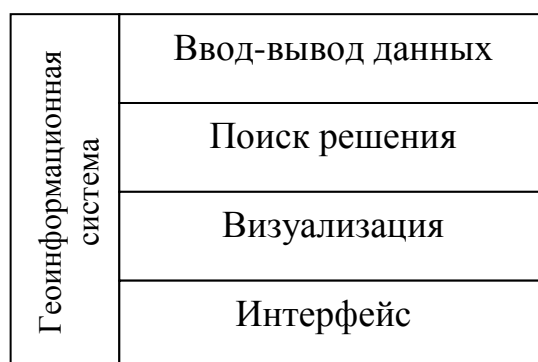 Геоинформационная
система
Ввод-вывод данных
Поиск решения
Визуализация
Интерфейс